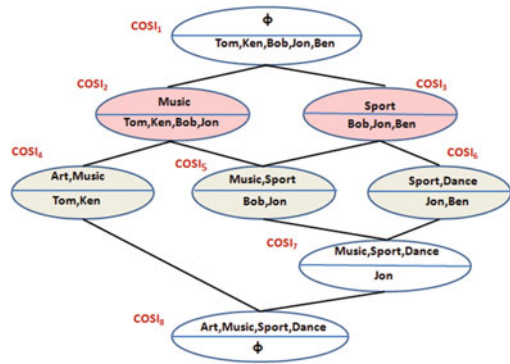 COSI1
ϕ
Tom,Ken,Bob,Jon,Ben
COSI2
Music
Tom,Ken,Bob,Jon
COSI3
Sport
Bob,Jon,Ben
COSI4
Art,Music
Tom,Ken
COSI5
Music,Sport
Bob,Jon
COSI6
Sport,Dance
Jon,Ben
COSI7
Music,Sport,Dance
Jon
COSI8
Art,Music,Sport,Dance
ϕ